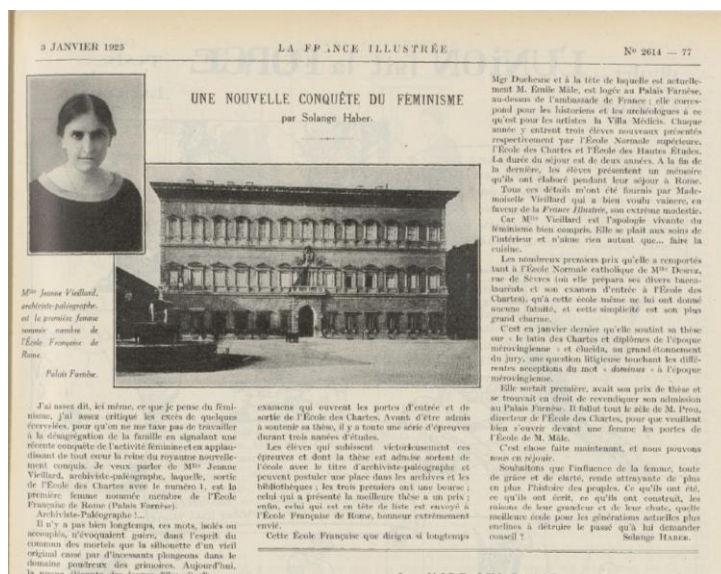 3 JANVIER 1925
LA FRANCE ILLUSTRÉE
Nº 2614 — 77
UNE NOUVELLE CONQUÊTE DU FÉMINISME
par Solange Haber.
Mlle Jeanne Vieillard,
archiviste-paléographe,
est la première femme
nommée membre de
l'École Française de
Rome.
Palais Farnèse.
J'ai assez dit, ici même, ce que je pense du fémi-
nisme, j'ai assez critiqué les excès de quelques
écervelées, pour qu'on ne me taxe pas de travailler
à la désagrégation de la famille en signalant une
récente conquête de l'activité féminine et en applau-
dissant de tout cœur la reine du royaume nouvelle-
ment conquis. Je veux parler de Mlle Jeanne
Vieillard, archiviste-paléographe, laquelle, sortie
de l'École des Chartes avec le numéro 1, est la
première femme nommée membre de l'École
Française de Rome (Palais Farnèse).
Archiviste-Paléographe !...
Il n'y a pas bien longtemps, ces mots, isolés ou
accouplés, n'évoquaient guère, dans l'esprit du
commun des mortels que la silhouette d'un vieil
original cassé par d'incessants plongeons dans le
domaine poudreux des grimoires. Aujourd'hui,
examens qui ouvrent les portes d'entrée et de
sortie de l'École des Chartes. Avant d'être admis
à soutenir sa thèse, il y a toute une série d'épreuves
durant trois années d'études.
Les élèves qui subissent victorieusement ces
épreuves et dont la thèse est admise sortent de
l'école avec le titre d'archiviste-paléographe et
peuvent postuler une place dans les archives et les
bibliothèques ; les trois premiers ont une bourse ;
celui qui a présenté la meilleure thèse a un prix ;
enfin, celui qui est en tête de liste est envoyé à
l'École Française de Rome, honneur extrêmement
envié.
Cette École Française que dirigea si longtemps
Mgr Duchesne et à la tête de laquelle est actuelle-
ment M. Émile Mâle, est logée au Palais Farnèse,
au-dessus de l'ambassade de France ; elle corres-
pond pour les historiens et les archéologues à ce
qu'est pour les artistes la Villa Médicis. Chaque
année y entrent trois élèves nouveaux présentés
respectivement par l'École Normale supérieure,
l'École des Chartes et l'École des Hautes Études.
La durée du séjour est de deux années. A la fin de
la dernière, les élèves présentent un mémoire
qu'ils ont élaboré pendant leur séjour à Rome.
Tous ces détails m'ont été fournis par Made-
moiselle Vieillard qui a bien voulu vaincre, en
faveur de la France Illustrée, son extrême modestie.
Car Mlle Vieillard est l'apologie vivante du
féminisme bien compris. Elle se plaît aux soins de
l'intérieur et n'aime rien autant que... faire la
cuisine.
Les nombreux premiers prix qu'elle a remportés
tant à l'École Normale catholique de Mlle
rue de Sèvres (où elle prépara ses divers bacca-
lauréats et son examen d'entrée à l'École des
Chartes), qu'à cette école même ne lui ont donné
aucune fatuité, et cette simplicité est son plus
grand charme.
C'est en janvier dernier qu'elle soutint sa thèse
sur « le latin des Chartes et diplômes de l'époque
mérovingienne » et élucida, au grand étonnement
du jury, une question litigieuse touchant les diffé-
rentes acceptions du mot « dominus » à l'époque
mérovingienne.
Elle sortait première, avait son prix de thèse et
se trouvait en droit de revendiquer son admission
au Palais Farnèse. Il fallut tout le zèle de M. Prou,
directeur de l'École des Chartes, pour que veuillent
bien s'ouvrir devant une femme les portes de
l'École de M. Mâle.
C'est chose faite maintenant, et nous pouvons
nous en réjouir.
Souhaitons que l'influence de la femme, toute
de grâce et de clarté, rende attrayante de plus
en plus l'histoire des peuples. Ce qu'ils ont été,
ce qu'ils ont écrit, ce qu'ils ont construit, les
raisons de leur grandeur et de leur chute, quelle
meilleure école pour les générations actuelles plus
enclines à détruire le passé qu'à lui demander
conseil ?
Solange HABER.